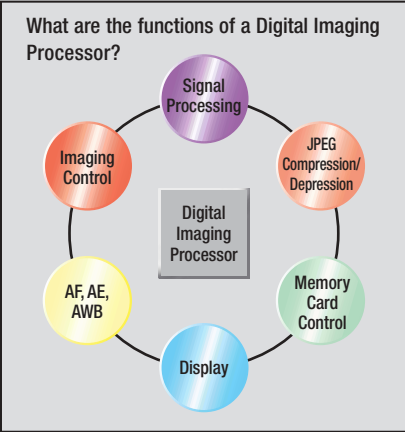 What are the functions of a Digital Imaging
Processor?
Signal
Processing
JPEG
Compression/
Depression
Memory
Card
Control
Display
AF, AE,
AWB
Imaging
Control
Digital
Imaging
Processor